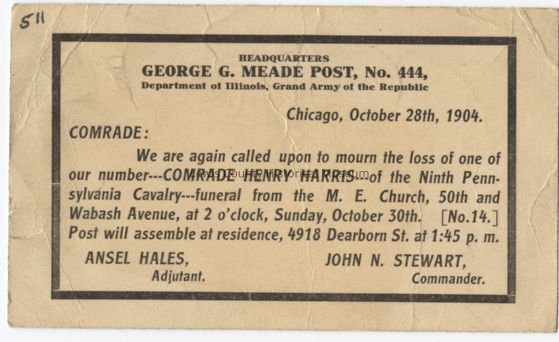 511
HEADQUARTERS
GEORGE G. MEADE POST, No. 444,
Department of Illinois, Grand Army of the Republic
Chicago, October 28th, 1904.
COMRADE:
We are again called upon to mourn the loss of one of
our number---COMRADE HENRY HARRIS---of the Ninth Penn-
sylvania Cavalry---funeral from the M. E. Church, 50th and
Wabash Avenue, at 2 o'clock, Sunday, October 30th. [No.14.]
Post will assemble at residence, 4918 Dearborn St. at 1:45 p. m.
ANSEL HALES, JOHN N. STEWART,
Adjutant. Commander.